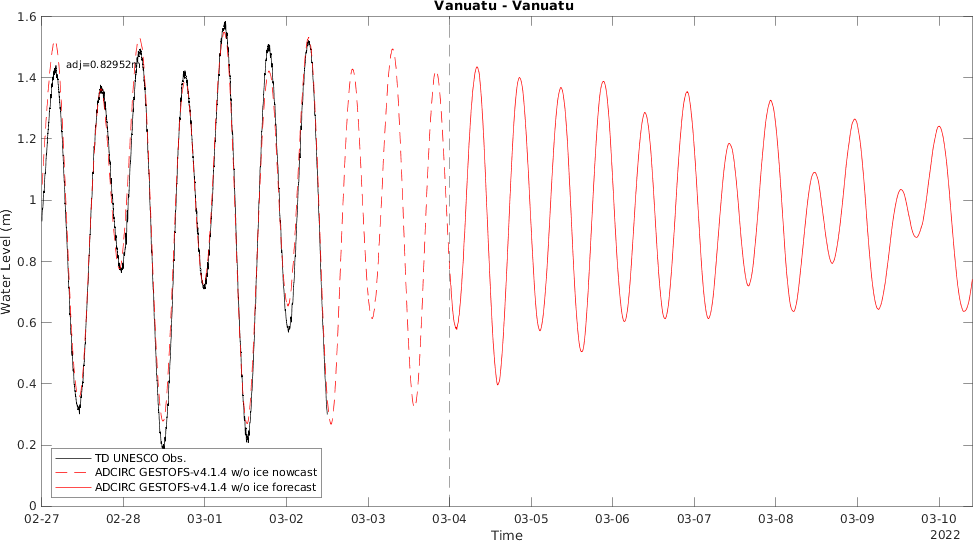 Vanuatu - Vanuatu
1.6
1.4
1.2
1
0.8
0.6
0.4
0.2
0
Water Level (m)
adj=0.82952m
TD UNESCO Obs.
ADCIRC GESTOFS-v4.1.4 w/o ice nowcast
ADCIRC GESTOFS-v4.1.4 w/o ice forecast
02-27 02-28 03-01 03-02 03-03 03-04 03-05 03-06 03-07 03-08 03-09 03-10
Time
2022